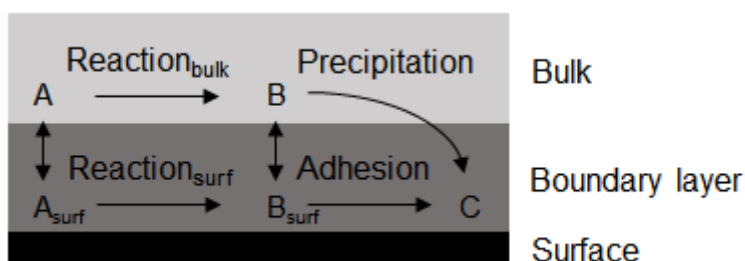 Reaction_bulk Precipitation
A B Bulk
Reaction_surf Adhesion
Boundary layer
A_surf B_surf C
Surface